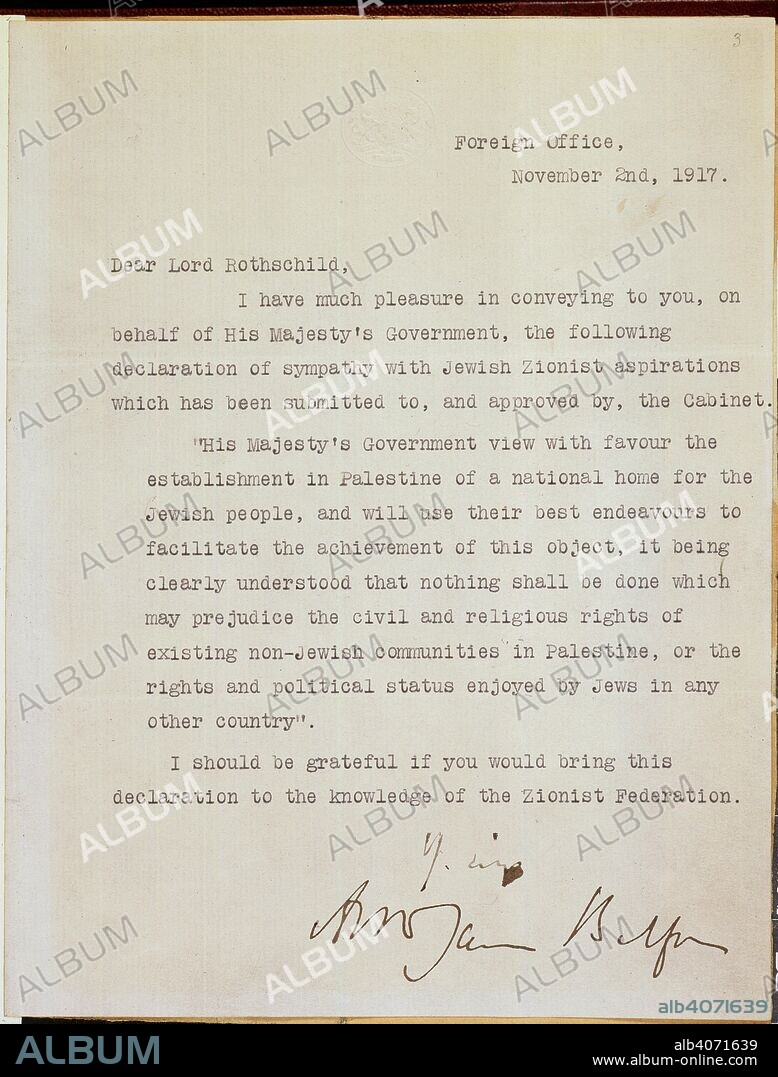 3
Foreign Office,
November 2nd, 1917.
Dear Lord Rothschild,
I have much pleasure in conveying to you, on
behalf of His Majesty's Government, the following
declaration of sympathy with Jewish Zionist aspirations
which has been submitted to, and approved by, the Cabinet.
"His Majesty's Government view with favour the
establishment in Palestine of a national home for the
Jewish people, and will use their best endeavours to
facilitate the achievement of this object, it being
clearly understood that nothing shall be done which
may prejudice the civil and religious rights of
existing non-Jewish communities in Palestine, or the
rights and political status enjoyed by Jews in any
other country".
I should be grateful if you would bring this
declaration to the knowledge of the Zionist Federation.
Arthur James Balfour
alb4071639
ALBUM
alb4071639
www.album-online.com